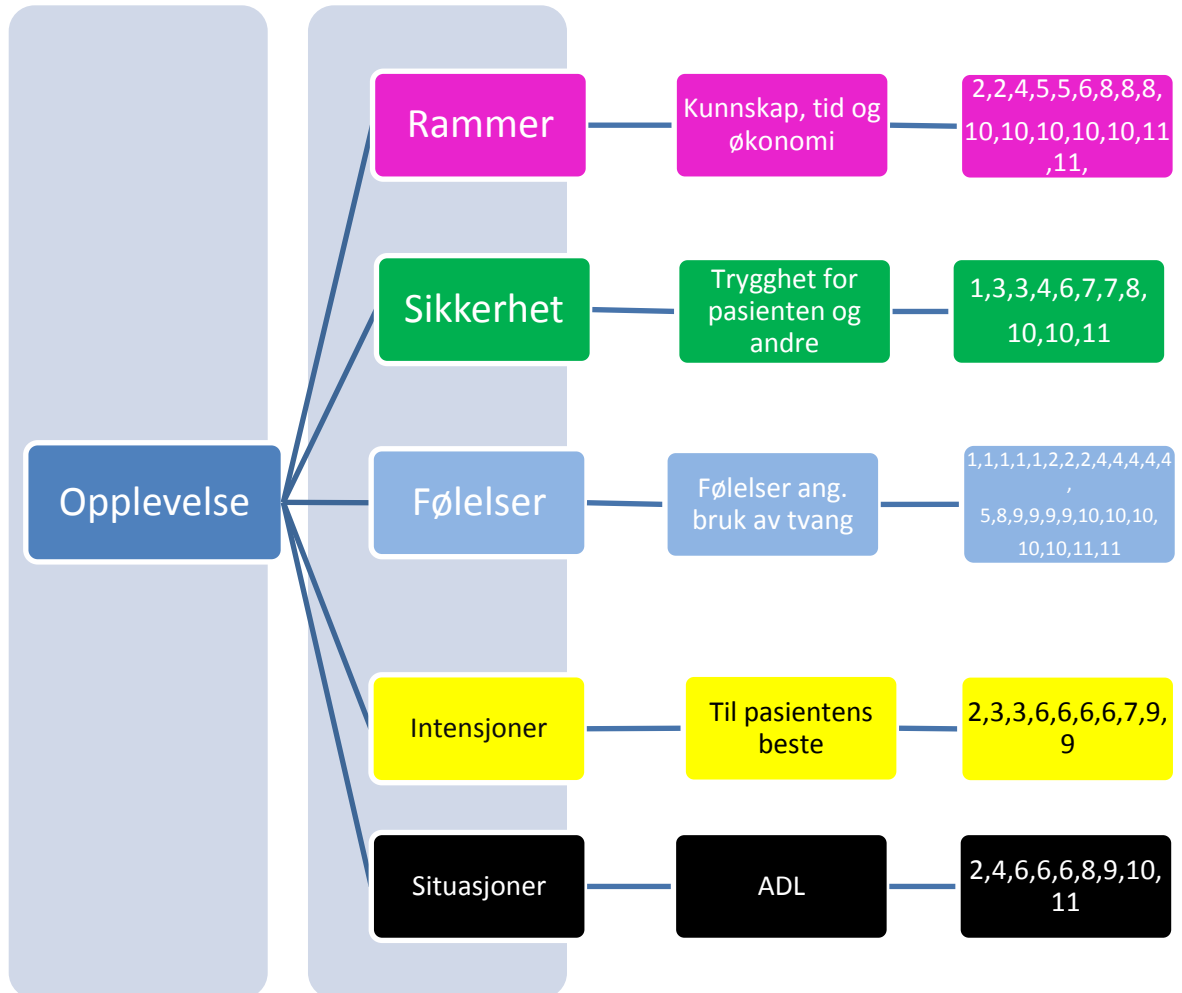 Opplevelse
Rammer
Kunnskap, tid og
økonomi
2,2,4,5,5,6,8,8,8,
10,10,10,10,10,11
,11,
Sikkerhet
Trygghet for
pasienten og
andre
1,3,3,4,6,7,7,8,
10,10,11
Følelser
Følelser ang.
bruk av tvang
1,1,1,1,1,2,2,2,4,4,4,4,4
,
5,8,9,9,9,9,10,10,10,
10,10,11,11
Intensjoner
Til pasientens
beste
2,3,3,6,6,6,6,7,9,
9
Situasjoner
ADL
2,4,6,6,6,8,9,10,
11